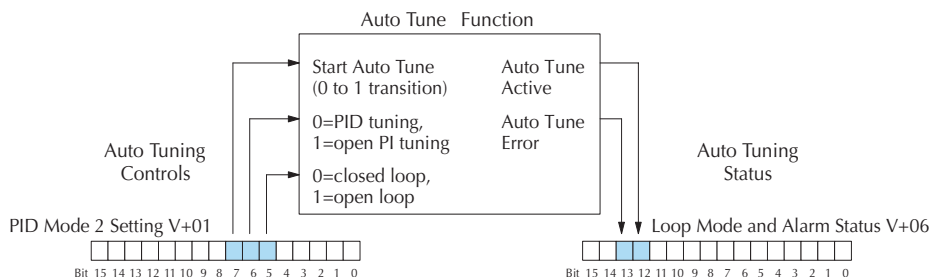 Auto Tune Function
Start Auto Tune
(0 to 1 transition)
Auto Tune
Active
0=PID tuning,
1=open PI tuning
Auto Tune
Error
0=closed loop,
1=open loop
Auto Tuning
Controls
Auto Tuning
Status
PID Mode 2 Setting V+01
Loop Mode and Alarm Status V+06
Bit 15 14 13 12 11 10 9 8 7 6 5 4 3 2 1 0
Bit 15 14 13 12 11 10 9 8 7 6 5 4 3 2 1 0